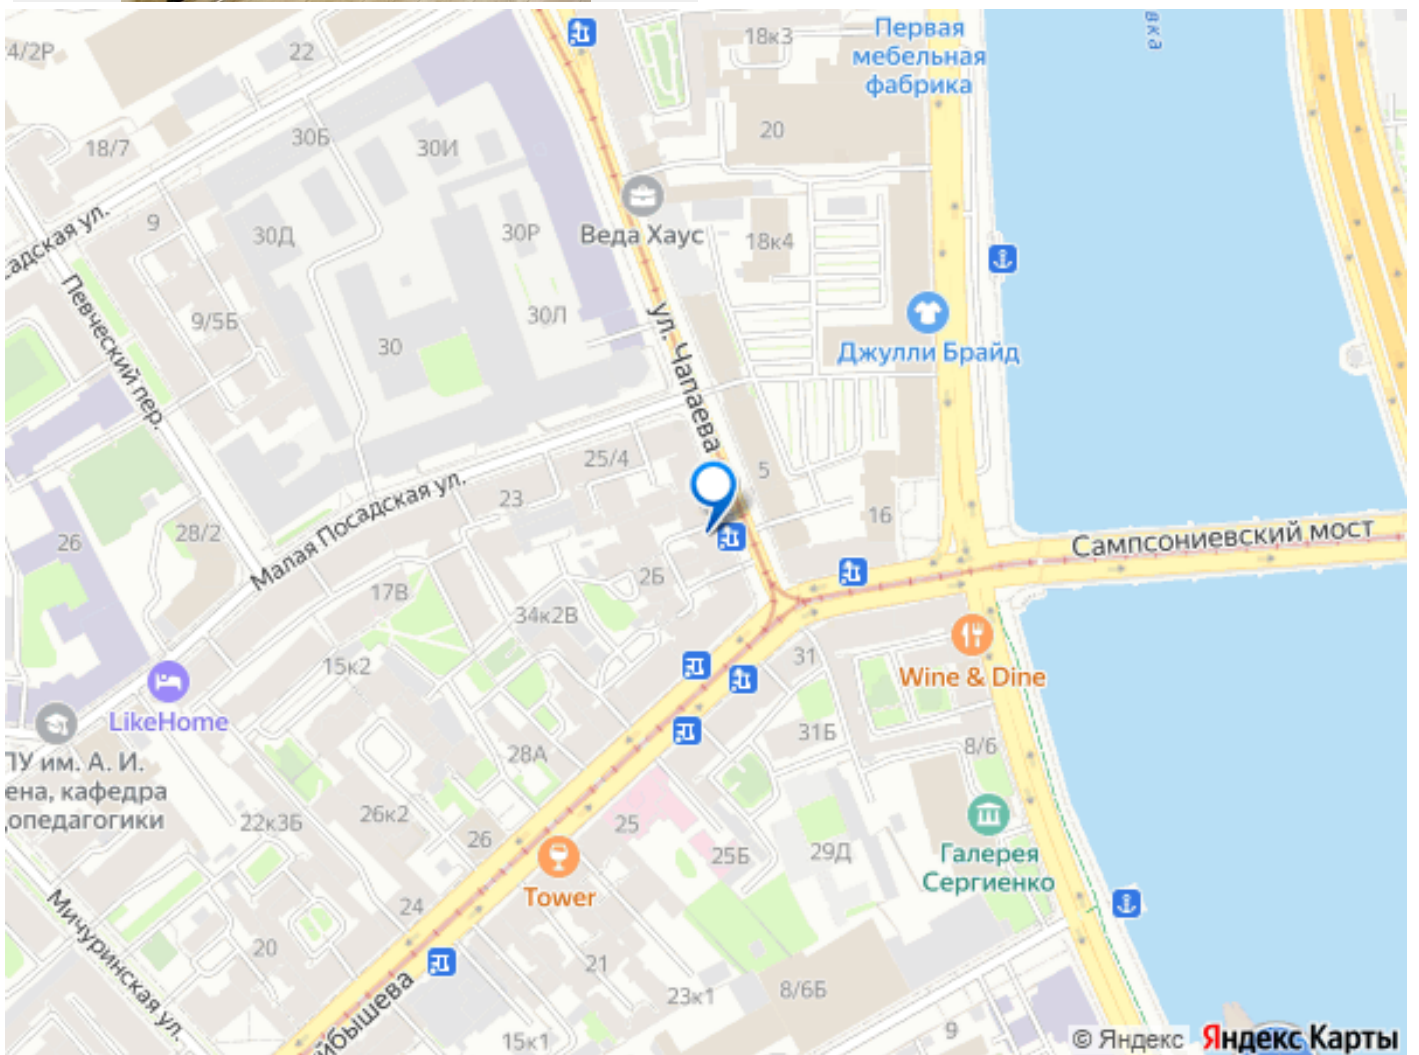 4/2Р
22
18к3
Первая
мебельная
фабрика
вка
18/7
30Б
30И
20
9
30Д
30Р
Веда Хаус
18к4
адская ул.
Певческий пер.
9/5Б
30
30Л
ул. Чапаева
Джулли Брайд
25/4
5
23
Малая Посадская ул.
16
26
28/2
Сампсониевский мост
17В
2Б
34к2В
15к2
31
Wine & Dine
LikeHome
31Б
8/6
28А
ПУ им. А. И.
ена, кафедра
опедагогики
22к3Б
26к2
26
25
25Б
29Д
Галерея
Сергиенко
Tower
24
Мичуринская ул.
20
21
23к1
8/6Б
йбышева
15к1
9
© Яндекс Яндекс Карты